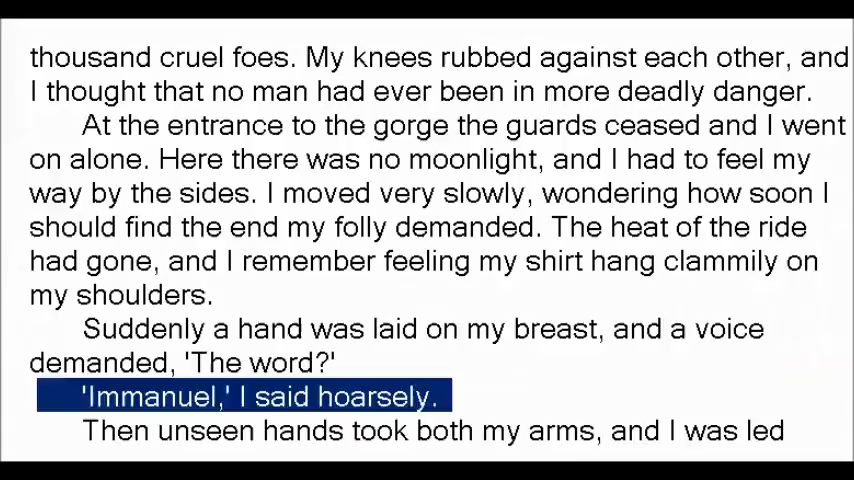 thousand cruel foes. My knees rubbed against each other, and
I thought that no man had ever been in more deadly danger.
At the entrance to the gorge the guards ceased and I went
on alone. Here there was no moonlight, and I had to feel my
way by the sides. I moved very slowly, wondering how soon I
should find the end my folly demanded. The heat of the ride
had gone, and I remember feeling my shirt hang clammily on
my shoulders.
Suddenly a hand was laid on my breast, and a voice
demanded, 'The word?'
'Immanuel,' I said hoarsely.
Then unseen hands took both my arms, and I was led